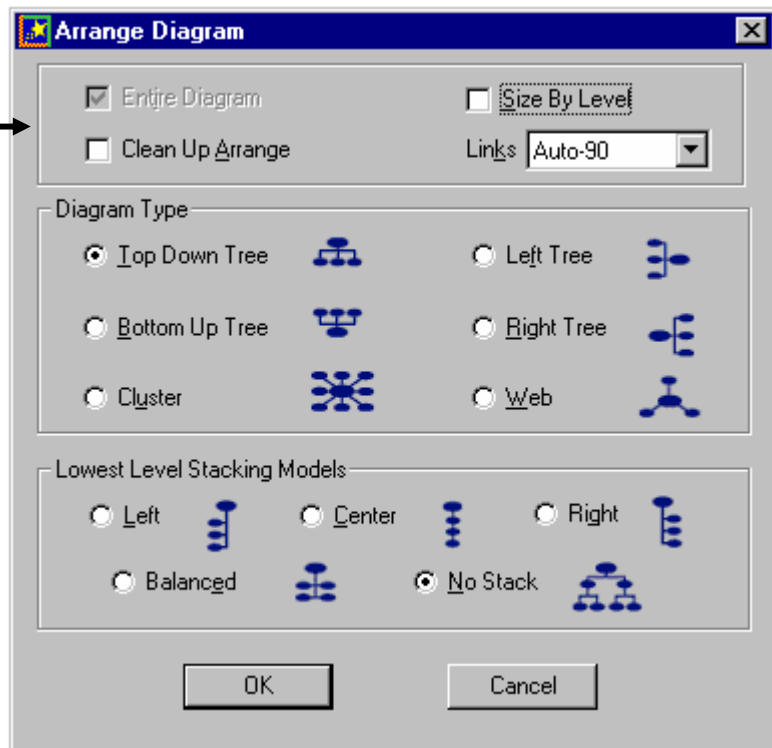 Arrange Diagram
Entire Diagram
Size By Level
Clean Up Arrange
Links Auto-90
Diagram Type
Top Down Tree
Left Tree
Bottom Up Tree
Right Tree
Cluster
Web
Lowest Level Stacking Models
Left
Center
Right
Balanced
No Stack
OK
Cancel